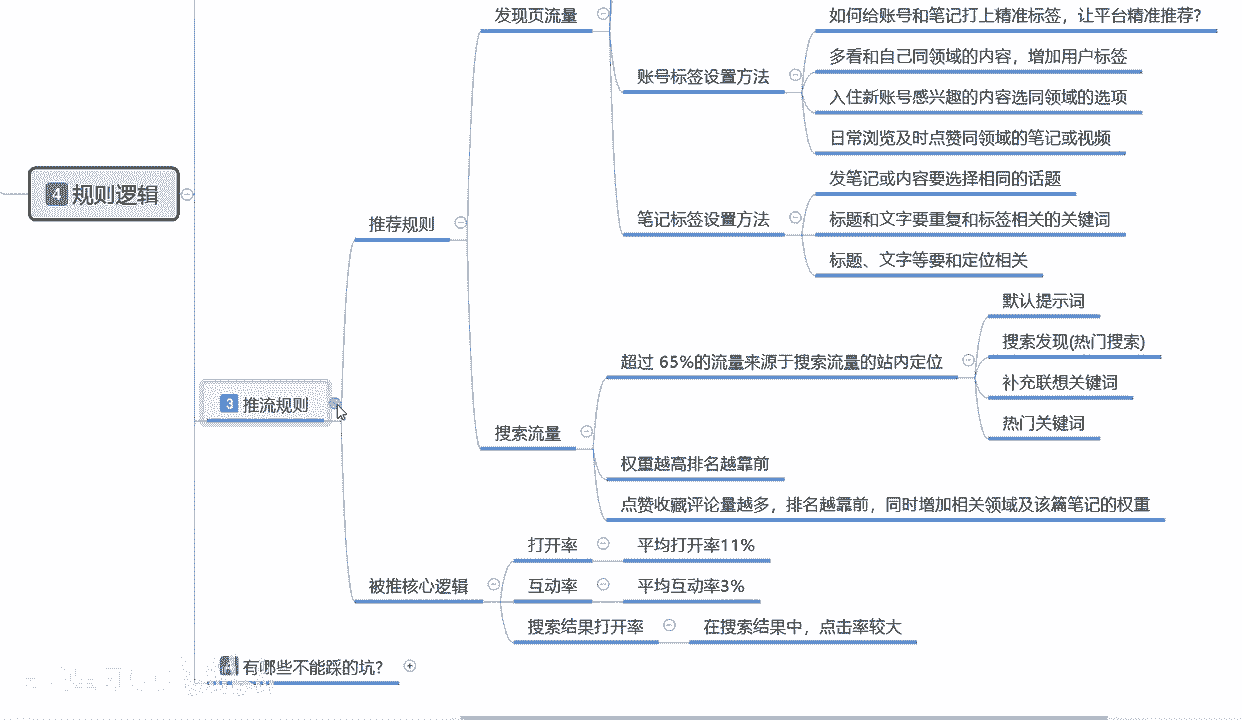 4 规则逻辑
3 推流规则
推荐规则
发现页流量
账号标签设置方法
如何给账号和笔记打上精准标签，让平台精准推荐？
多看和自己同领域的内容，增加用户标签
入住新账号感兴趣的内容选同领域的选项
日常浏览及时点赞同领域的笔记或视频
笔记标签设置方法
发笔记或内容要选择相同的话题
标题和文字要重复和标签相关的关键词
标题、文字等要和定位相关
搜索流量
超过 65%的流量来源于搜索流量的站内定位
默认提示词
搜索发现(热门搜索)
补充联想关键词
热门关键词
权重越高排名越靠前
点赞收藏评论量越多，排名越靠前，同时增加相关领域及该篇笔记的权重
被推核心逻辑
打开率
平均打开率11%
互动率
平均互动率3%
搜索结果打开率
在搜索结果中，点击率较大
4 有哪些不能踩的坑？